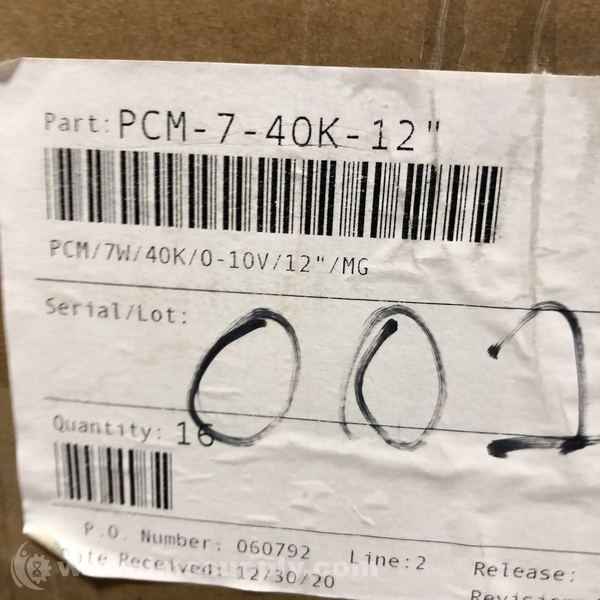 Part: PCM-7-40K-12"
PCM/7W/40K/0-10V/12"/MG
Serial/Lot:
002
Quantity: 16
P.O. Number: 060792 Line:2 Release:
Date Received: 12/30/20